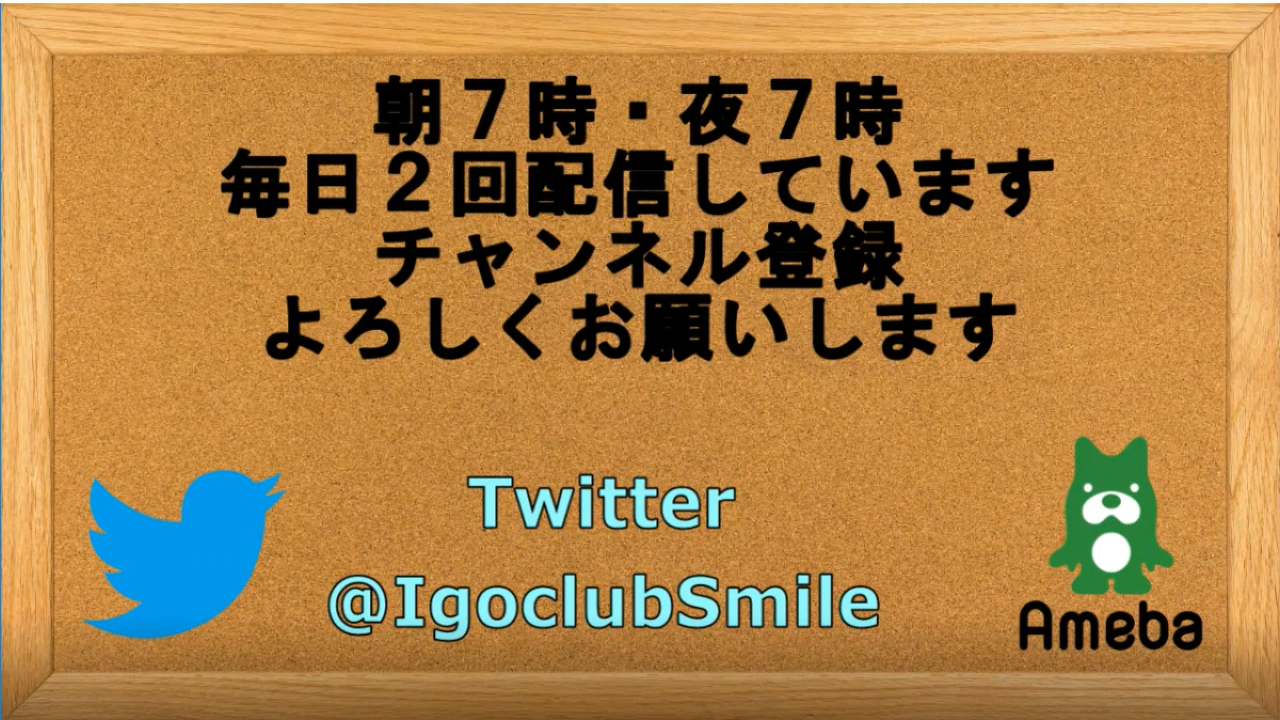 朝７時・夜７時
毎日２回配信しています
チャンネル登録
よろしくお願いします
Twitter
@IgoclubSmile
Ameba